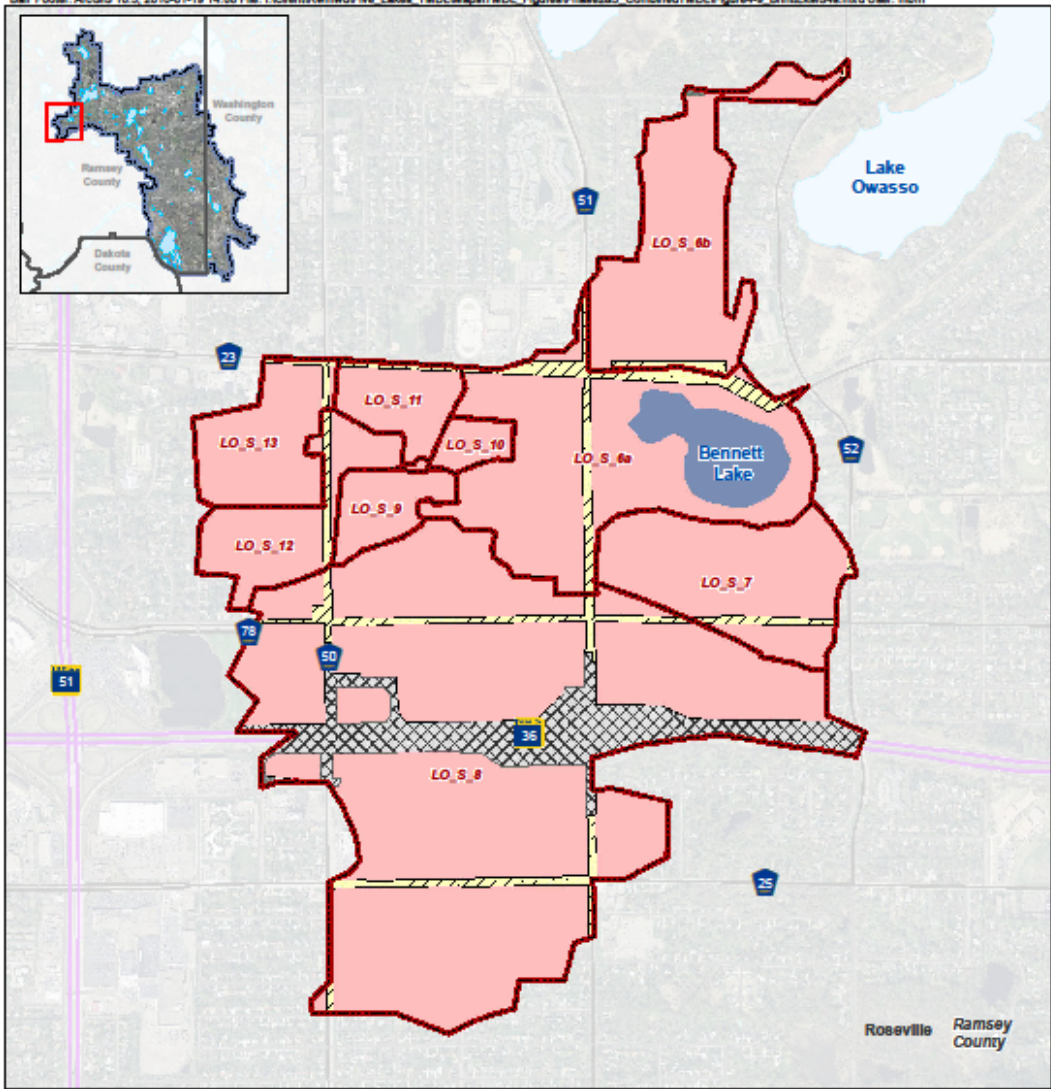 Washington
County
Ramsey
County
Dakota
County
Lake
Owasso
51
LO_S_6b
23
LO_S_11
LO_S_13
LO_S_10
LO_S_6a
Bennett
Lake
52
LO_S_9
LO_S_12
LO_S_7
78
50
51
36
LO_S_8
25
Roseville
Ramsey
County